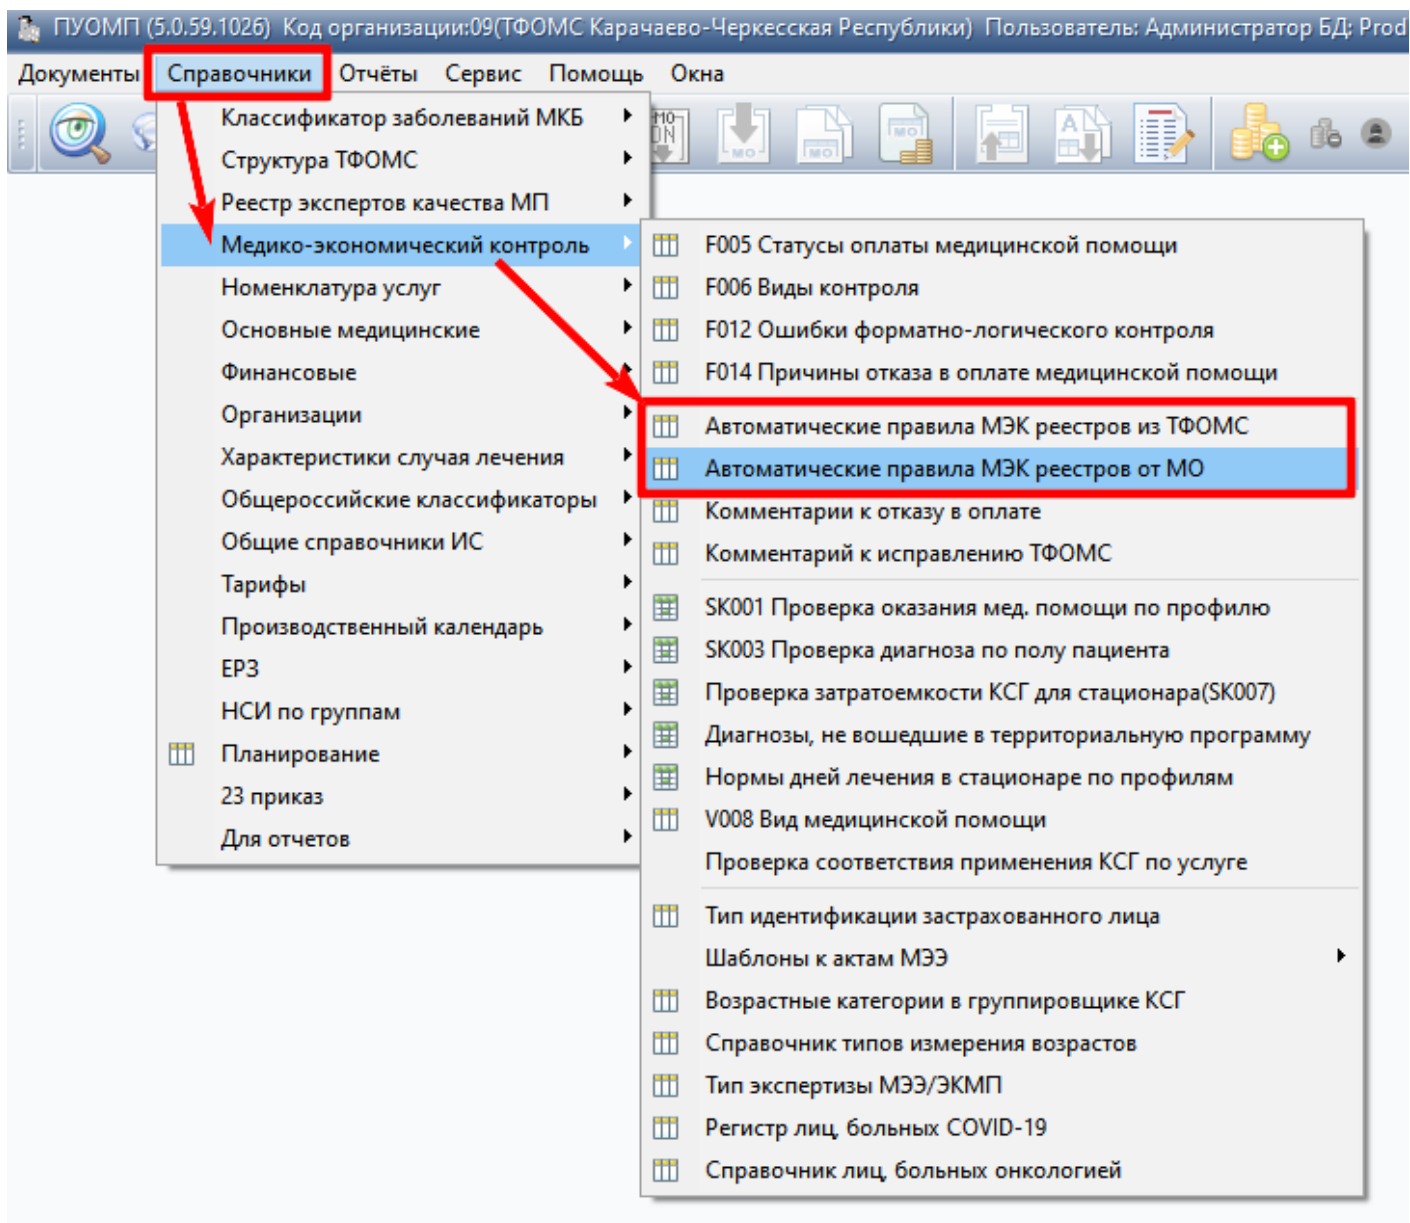 ПУОМП (5.0.59.1026) Код организации:09(ТФОМС Карачаево-Черкесская Республики) Пользователь: Администратор БД: Prod
Документы Справочники Отчёты Сервис Помощь Окна
Классификатор заболеваний МКБ
Структура ТФОМС
Реестр экспертов качества МП
Медико-экономический контроль
Номенклатура услуг
Основные медицинские
Финансовые
Организации
Характеристики случая лечения
Общероссийские классификаторы
Общие справочники ИС
Тарифы
Производственный календарь
ЕРЗ
НСИ по группам
Планирование
23 приказ
Для отчетов
F005 Статусы оплаты медицинской помощи
F006 Виды контроля
F012 Ошибки форматно-логического контроля
F014 Причины отказа в оплате медицинской помощи
Автоматические правила МЭК реестров из ТФОМС
Автоматические правила МЭК реестров от МО
Комментарии к отказу в оплате
Комментарий к исправлению ТФОМС
SK001 Проверка оказания мед. помощи по профилю
SK003 Проверка диагноза по полу пациента
Проверка затратоемкости КСГ для стационара(SK007)
Диагнозы, не вошедшие в территориальную программу
Нормы дней лечения в стационаре по профилям
V008 Вид медицинской помощи
Проверка соответствия применения КСГ по услуге
Тип идентификации застрахованного лица
Шаблоны к актам МЭЭ
Возрастные категории в группировщике КСГ
Справочник типов измерения возрастов
Тип экспертизы МЭЭ/ЭКМП
Регистр лиц, больных COVID-19
Справочник лиц, больных онкологией